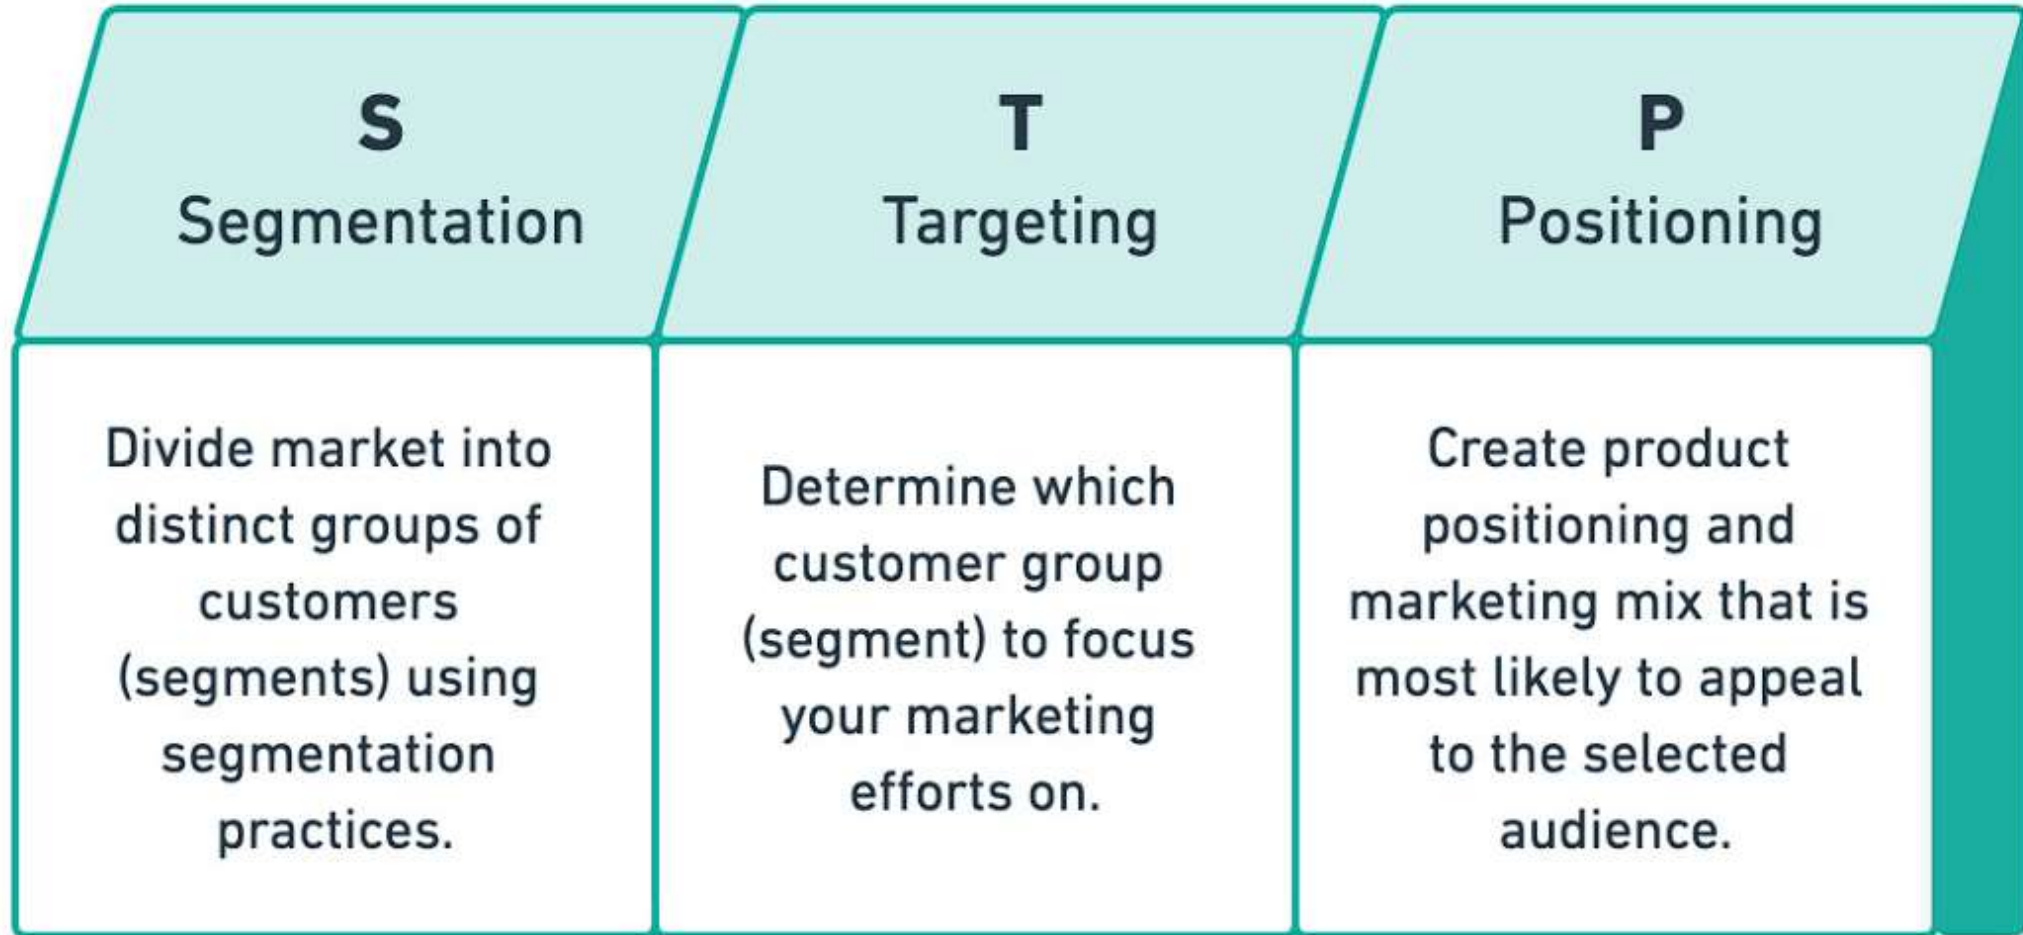 S
Segmentation
Divide market into
distinct groups of
customers
(segments) using
segmentation
practices.
T
Targeting
Determine which
customer group
(segment) to focus
your marketing
efforts on.
P
Positioning
Create product
positioning and
marketing mix that is
most likely to appeal
to the selected
audience.